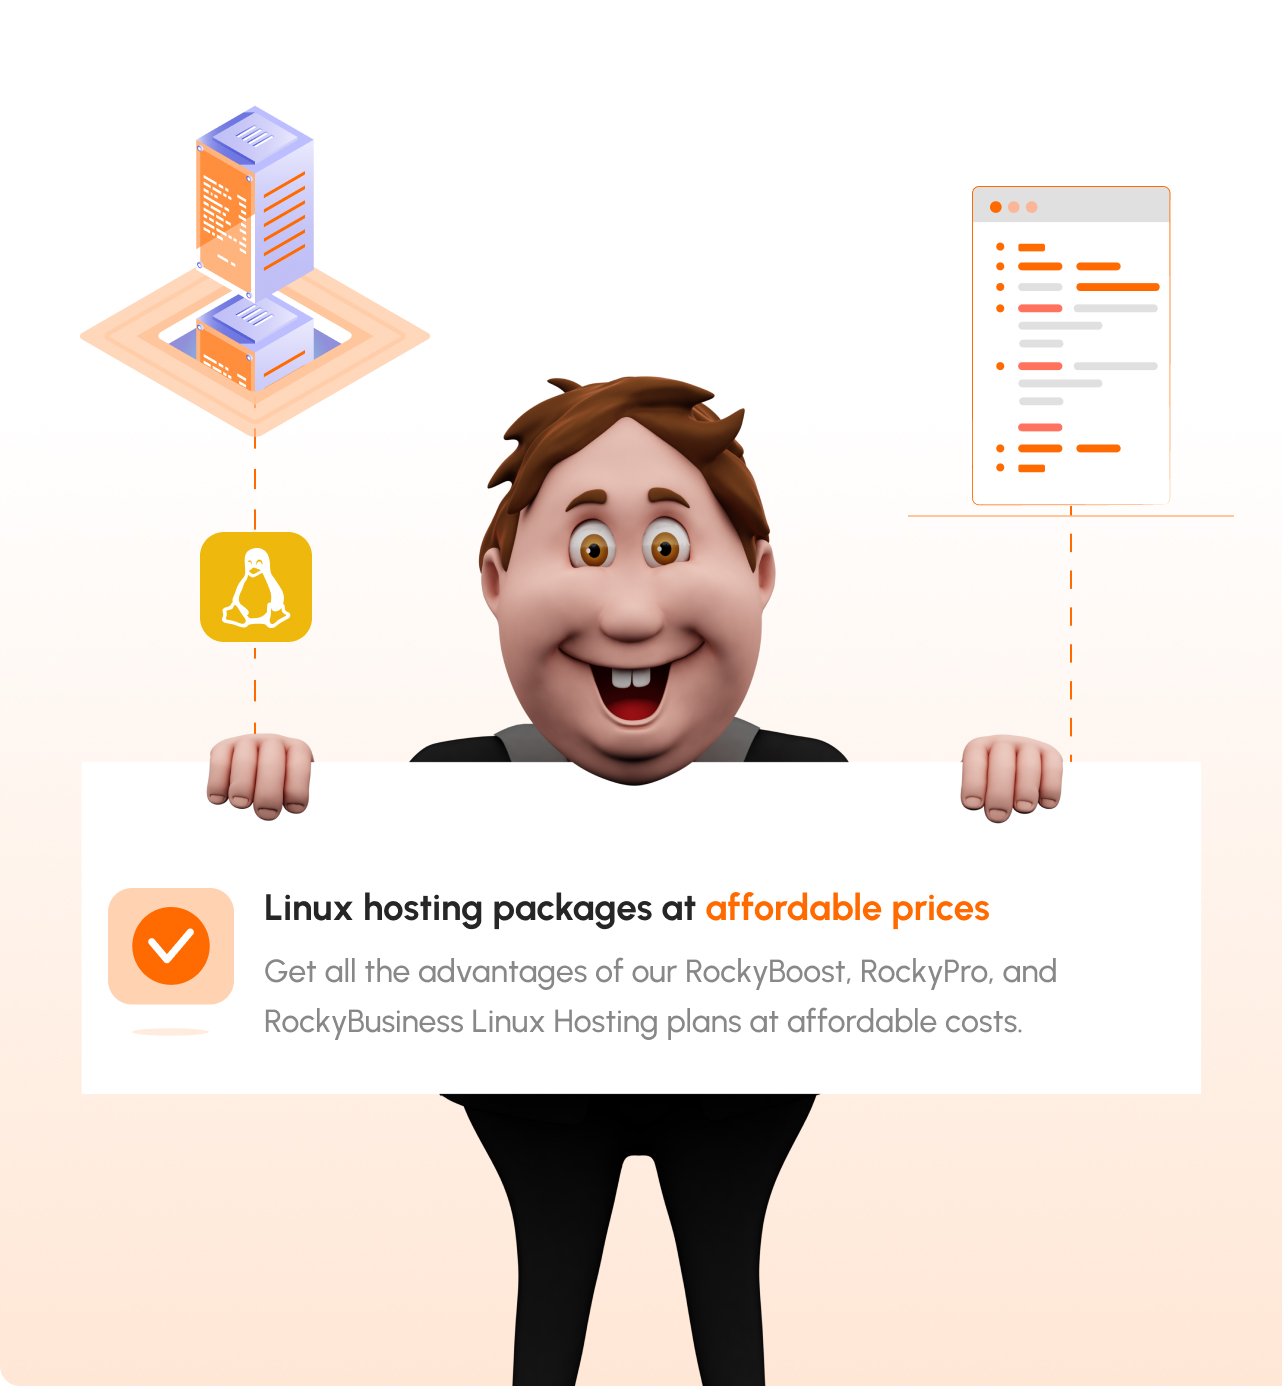 Linux hosting packages at affordable prices
Get all the advantages of our RockyBoost, RockyPro, and
RockyBusiness Linux Hosting plans at affordable costs.